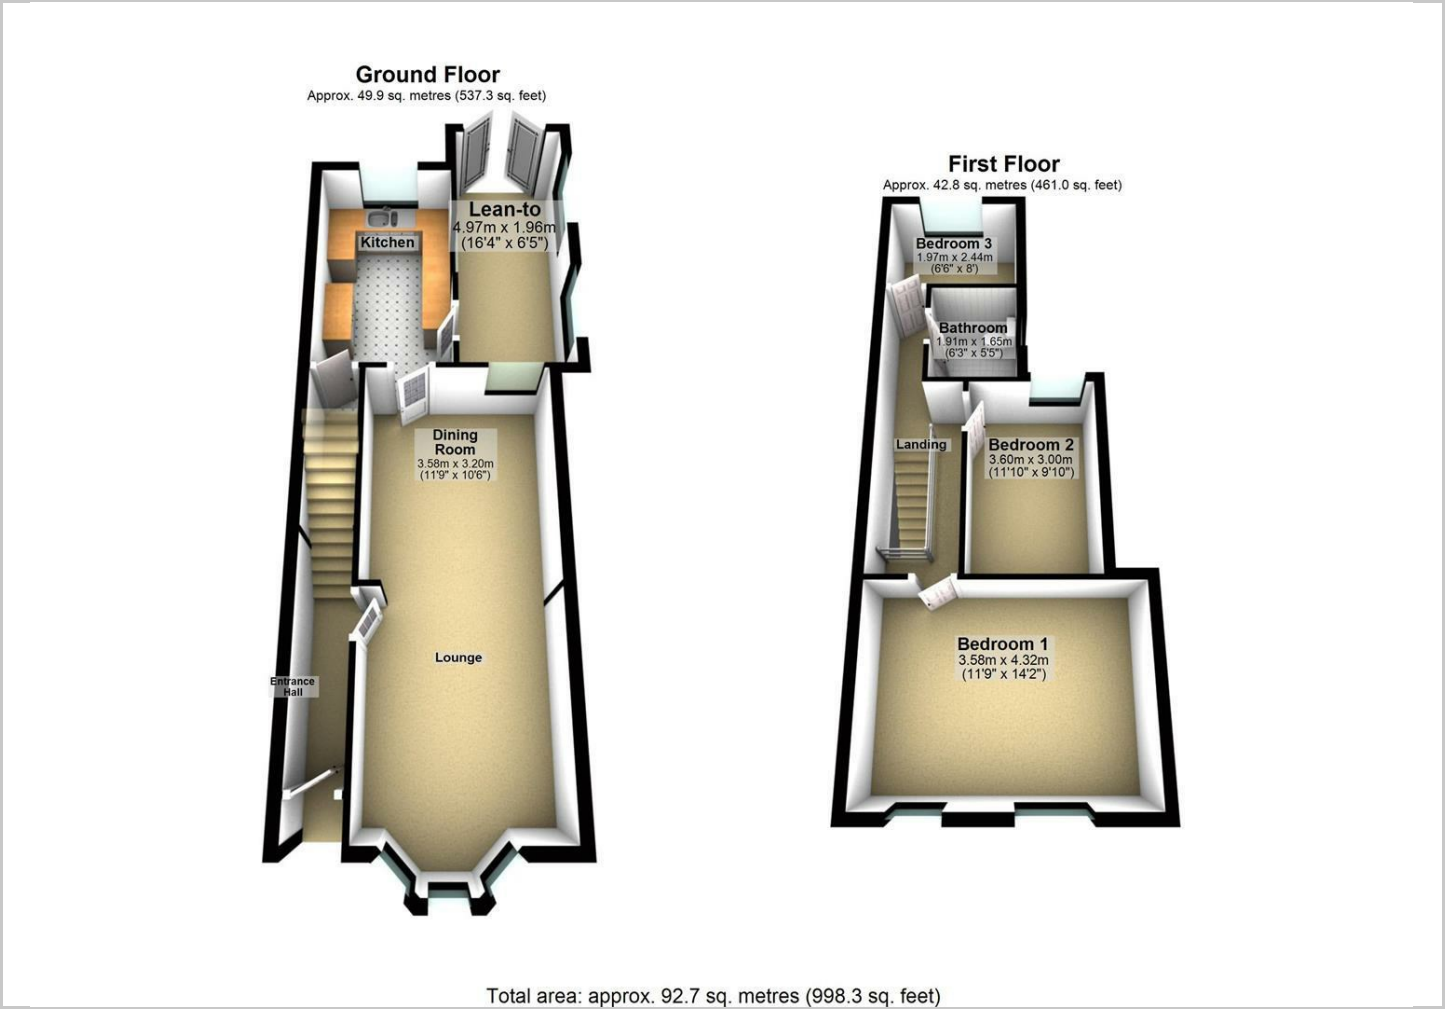 Ground Floor
Approx. 49.9 sq. metres (537.3 sq. feet)
Lean-to
4.97m x 1.96m
(16'4" x 6'5")
Kitchen
Dining
Room
3.58m x 3.20m
(11'9" x 10'6")
Lounge
Entrance
Hall
First Floor
Approx. 42.8 sq. metres (461.0 sq. feet)
Bedroom 3
1.97m x 2.44m
(6'6" x 8')
Bathroom
1.91m x 1.65m
(6'3" x 5'5")
Landing
Bedroom 2
3.60m x 3.00m
(11'10" x 9'10")
Bedroom 1
3.58m x 4.32m
(11'9" x 14'2")
Total area: approx. 92.7 sq. metres (998.3 sq. feet)